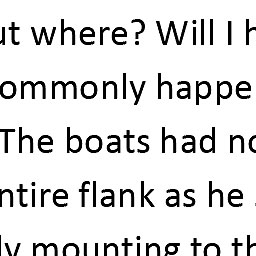 ut where? Will I h
ommonly happe
The boats had no
ntire flank as he
ly mounting to th